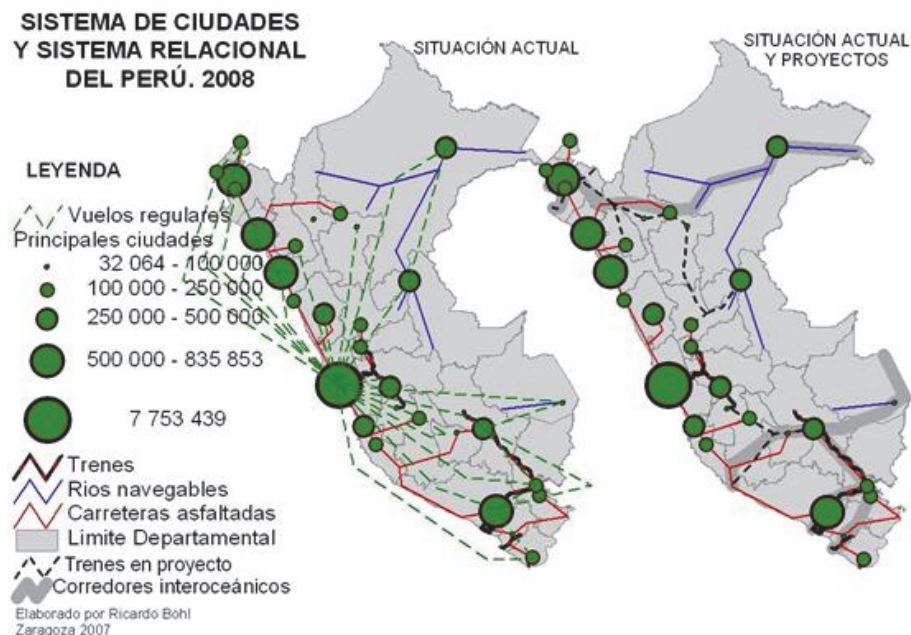 SISTEMA DE CIUDADES
Y SISTEMA RELACIONAL
DEL PERÚ. 2008
SITUACIÓN ACTUAL
SITUACIÓN ACTUAL
Y PROYECTOS
LEYENDA
Vuelos regulares
Principales ciudades
32 064 - 100 000
100 000 - 250 000
250 000 - 500 000
500 000 - 835 853
7 753 439
Trenes
Rios navegables
Carreteras asfaltadas
Limite Departamental
Trenes en proyecto
Corredores interoceánicos
Elaborado por Ricardo Bohl
Zaragoza 2007